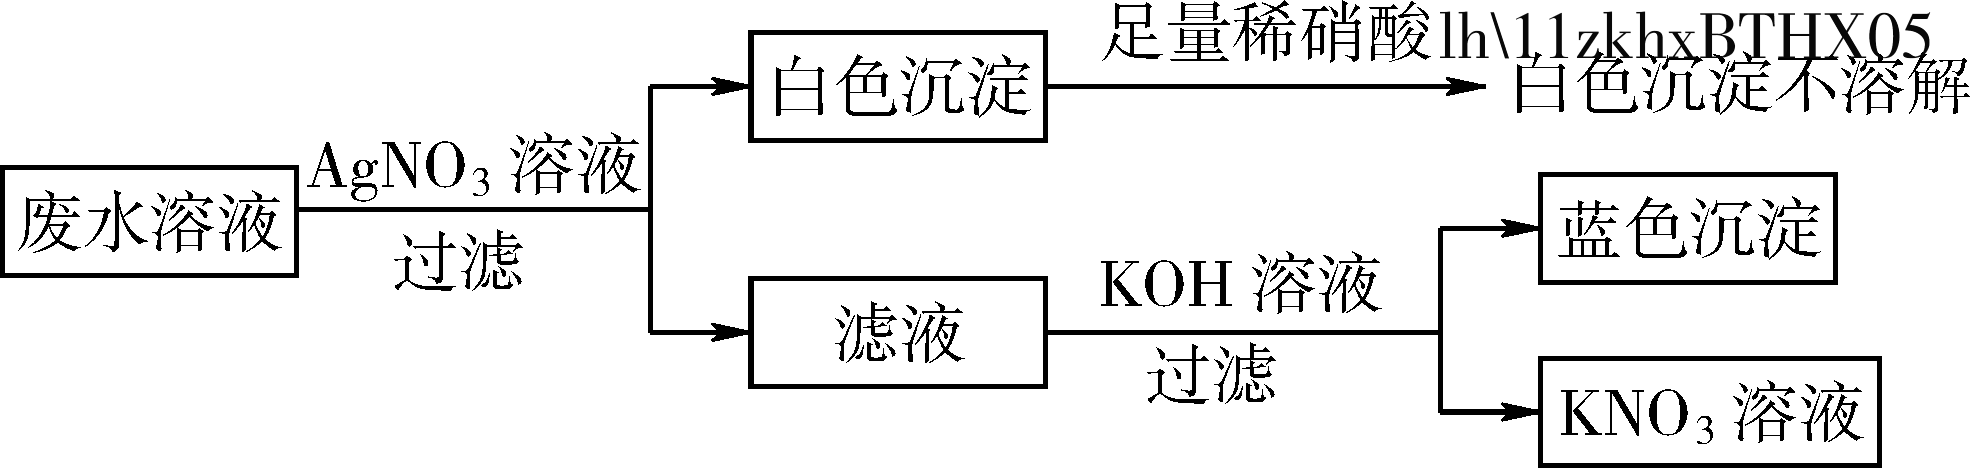 足量稀硝酸lh\11zkhxBTHX05
白色沉淀
白色沉淀不溶解
AgNO₃ 溶液
废水溶液
过滤
蓝色沉淀
KOH 溶液
滤液
过滤
KNO₃ 溶液